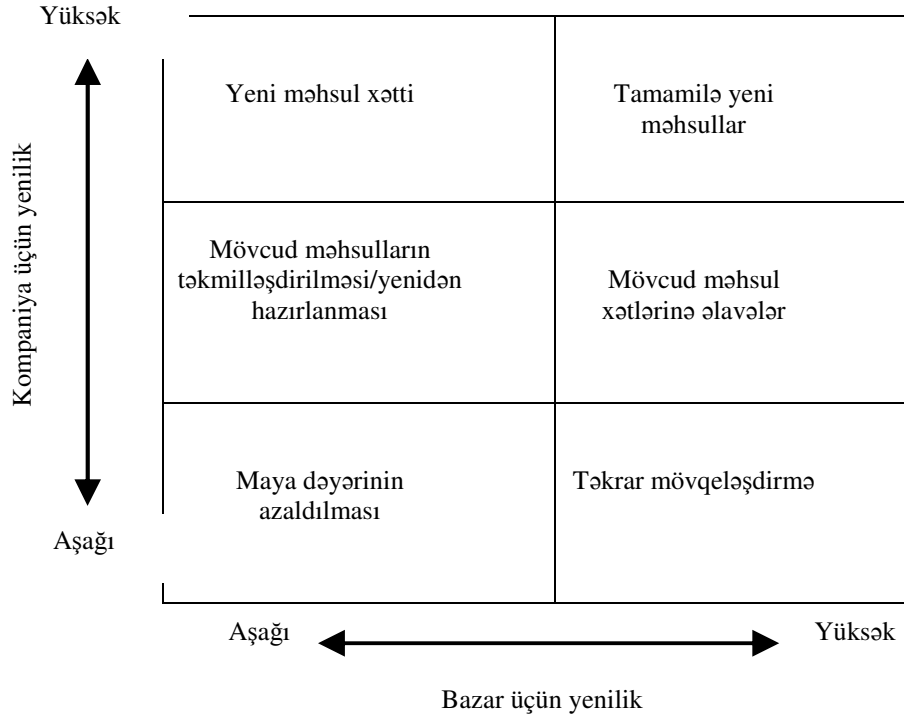 Yüksək
Kompaniya üçün yenilik
Yeni məhsul xətti
Tamamilə yeni
məhsullar
Mövcud məhsulların
təkmilləşdirilməsi/yenidən
hazırlanması
Mövcud məhsul
xətlərinə əlavələr
Maya dəyərinin
azaldılması
Təkrar mövqeləşdirmə
Aşağı
Aşağı
Yüksək
Bazar üçün yenilik